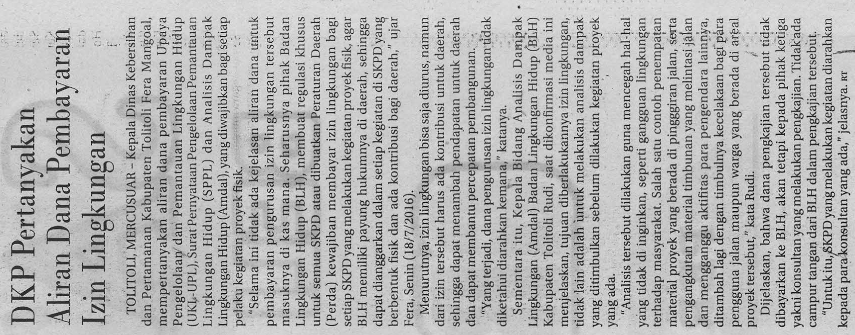 DKP Pertanyakan
Aliran Dana Pembayaran
Izin Lingkungan
TOLITOLI, MERCUSUAR – Kepala Dinas Kebersihan
dan Pertamanan Kabupaten Tolitoli Fera Mangoal,
mempertanyakan aliran dana pembayaran Upaya
Pengelolaan dan Pemantauan Lingkungan Hidup
(UKL-UPL), Surat Pernyataan Pengelolaan Pemantauan
Lingkungan Hidup (SPPL) dan Analisis Dampak
Lingkungan Hidup (Amdal), yang diwajibkan bagi setiap
pelaku kegiatan proyek fisik.
"Selama ini tidak ada kejelasan aliran dana untuk
pembayaran pengurusan izin lingkungan tersebut
masuknya di kas mana. Seharusnya pihak Badan
Lingkungan Hidup (BLH), membuat regulasi khusus
untuk semua SKPD atau dibuatkan Peraturan Daerah
(Perda) kewajiban membayar izin lingkungan bagi
setiap SKPD yang melakukan kegiatan proyek fisik, agar
BLH memiliki payung hukumnya di daerah, sehingga
dapat dianggarkan dalam setiap kegiatan di SKPD yang
berbentuk fisik dan ada kontribusi bagi daerah," ujar
Fera, Senin (18/7/2016).
Menurutnya, izin lingkungan bisa saja diurus, namun
dari izin tersebut harus ada kontribusi untuk daerah,
sehingga dapat menambah pendapatan untuk daerah
dan dapat membantu percepatan pembangunan.
"Yang terjadi, dana pengurusan izin lingkungan tidak
diketahui diarahkan kemana," katanya.
Sementara itu, Kepala Bidang Analisis Dampak
Lingkungan (Amdal) Badan Lingkungan Hidup (BLH)
Kabupaten Tolitoli Rudi, saat dikonfirmasi media ini
menjelaskan, tujuan diberlakukannya izin lingkungan,
tidak lain adalah untuk melakukan analisis dampak
yang ditimbulkan sebelum dilakukan kegiatan proyek
yang ada.
"Analisis tersebut dilakukan guna mencegah hal-hal
yang tidak di inginkan, seperti gangguan lingkungan
terhadap masyarakat. Salah satu contoh penempatan
material proyek yang berada di pingggiran jalan, serta
pengangkutan material timbunan yang melintasi jalan
dan mengganggu aktifitas para pengendara lainnya,
ditambah lagi dengan timbulnya kecelakaan bagi para
pengguna jalan maupun warga yang berada di areal
proyek tersebut," kata Rudi.
Dijelaskan, bahwa dana pengkajian tersebut tidak
dibayarkan ke BLH, akan tetapi kepada pihak ketiga
yakni konsultan yang melakukan pengkajian. Tidak ada
campur tangan dari BLH dalam pengkajian tersebut.
"Untuk itu, SKPD yang melakukan kegiatan diarahkan
kepada para konsultan yang ada," jelasnya. RT